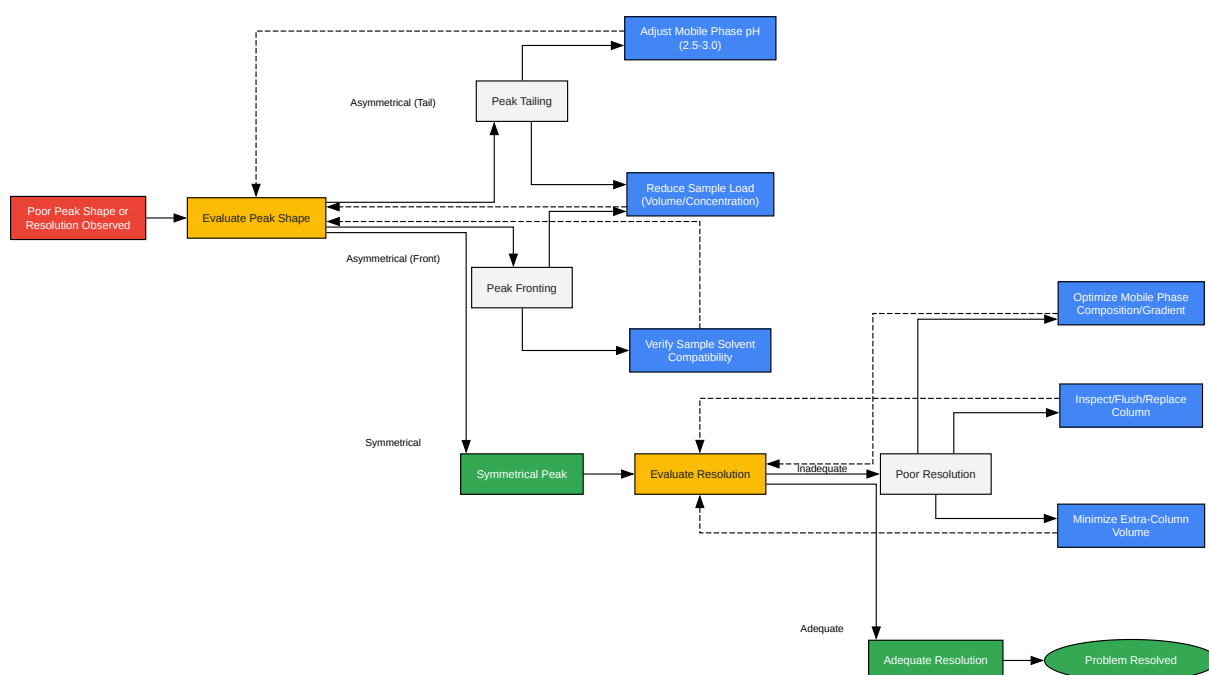 Adjust Mobile Phase pH
(2.5-3.0)
Asymmetrical (Tail)
Peak Tailing
Reduce Sample Load
(Volume/Concentration)
Poor Peak Shape or
Resolution Observed
Evaluate Peak Shape
Asymmetrical (Front)
Peak Fronting
Optimize Mobile Phase
Composition/Gradient
Verify Sample Solvent
Compatibility
Inspect/Flush/Replace
Column
Symmetrical
Symmetrical Peak
Evaluate Resolution
Inadequate
Poor Resolution
Minimize Extra-Column
Volume
Adequate
Adequate Resolution
Problem Resolved